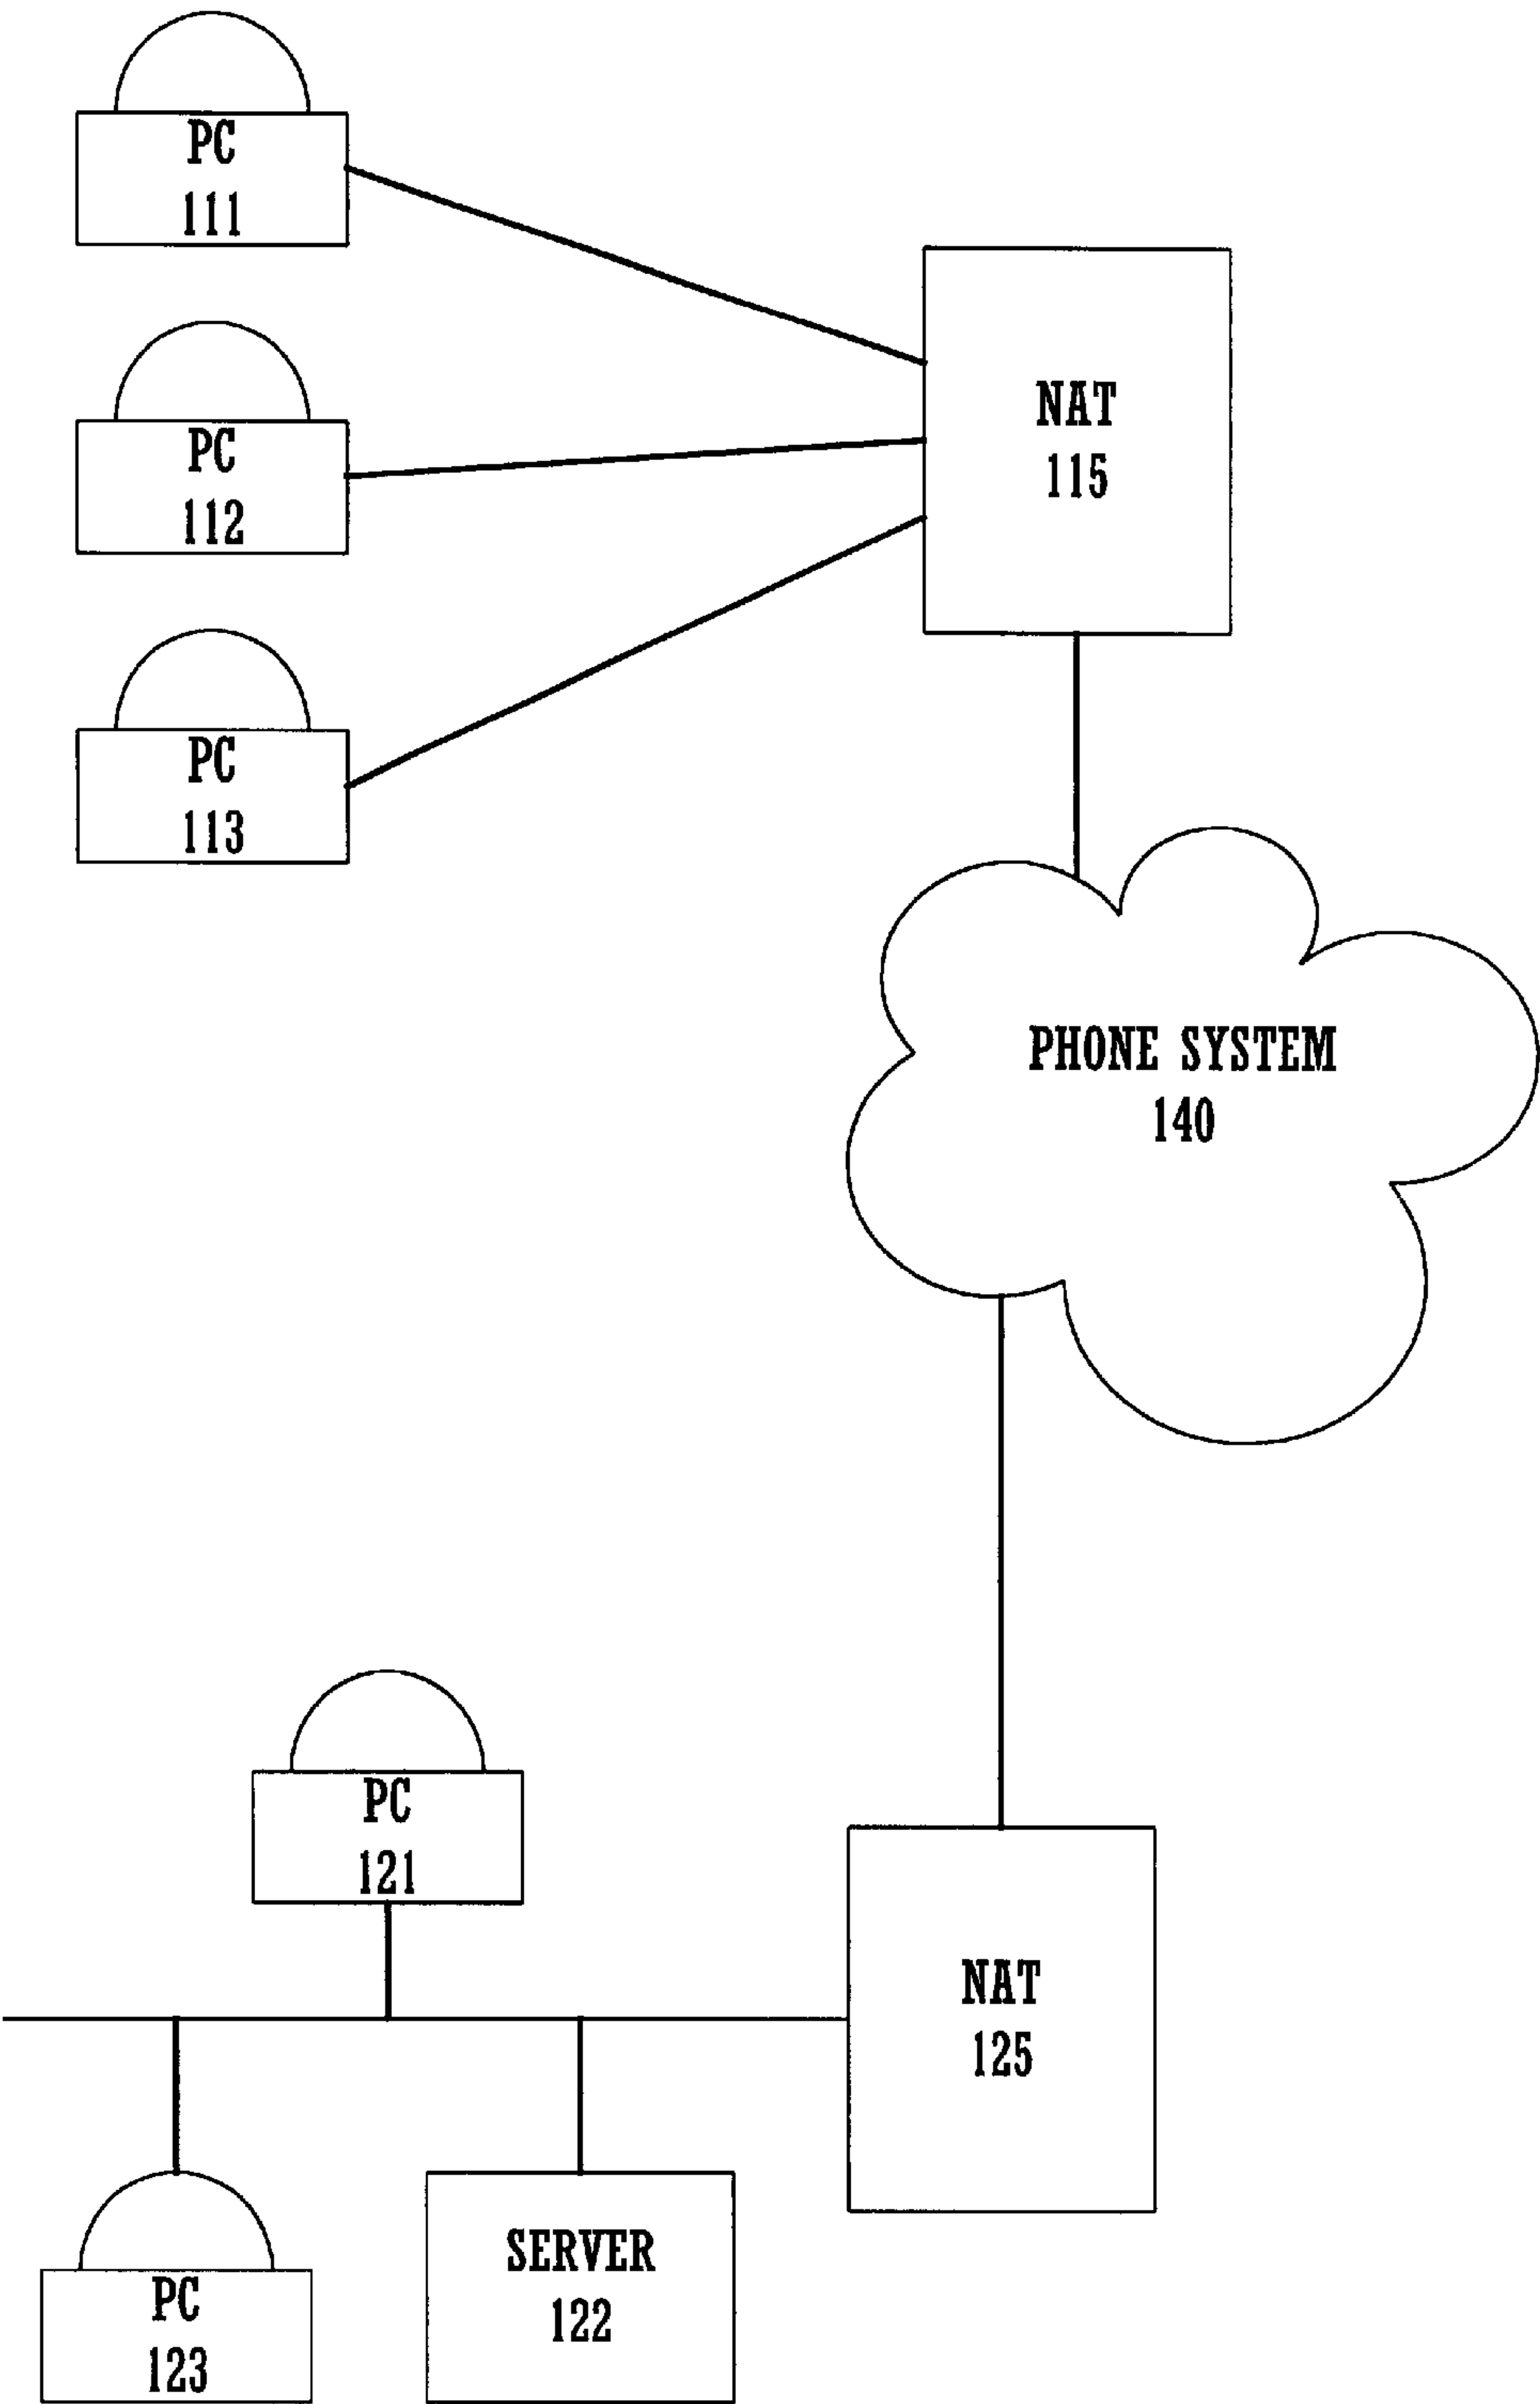 PC
111
PC
112
PC
113
NAT
115
PHONE SYSTEM
140
PC
121
NAT
125
PC
123
SERVER
122